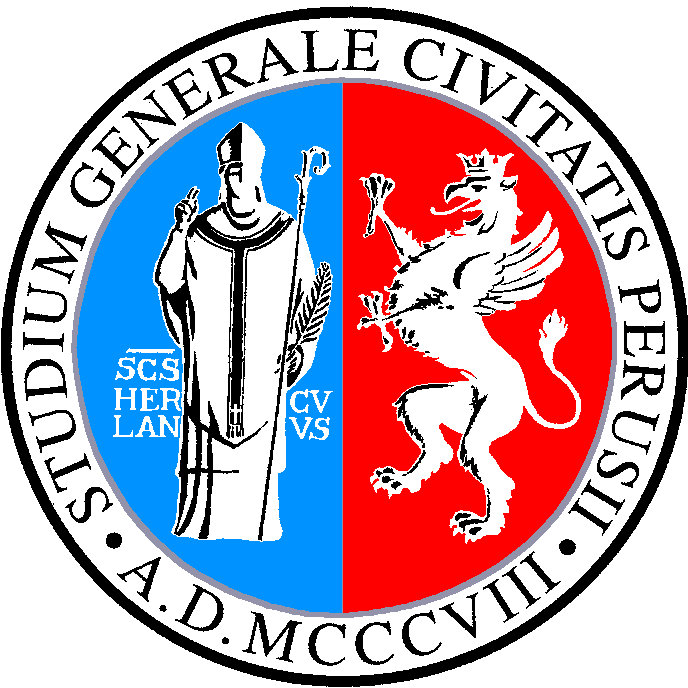 STUDIUM GENERALE CIVITATIS PERUSII
• A.D. MCCCVIII •
SCS
HER CV
LAN VS